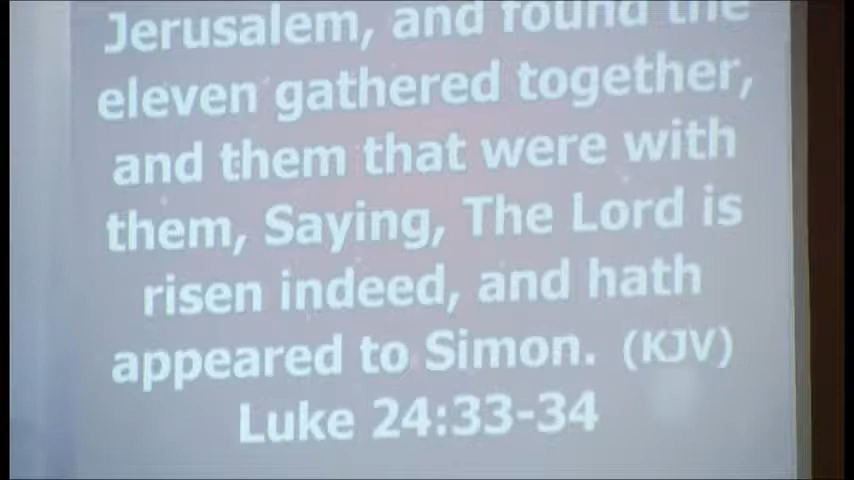 Jerusalem, and found the
eleven gathered together,
and them that were with
them, Saying, The Lord is
risen indeed, and hath
appeared to Simon. (KJV)
Luke 24:33-34